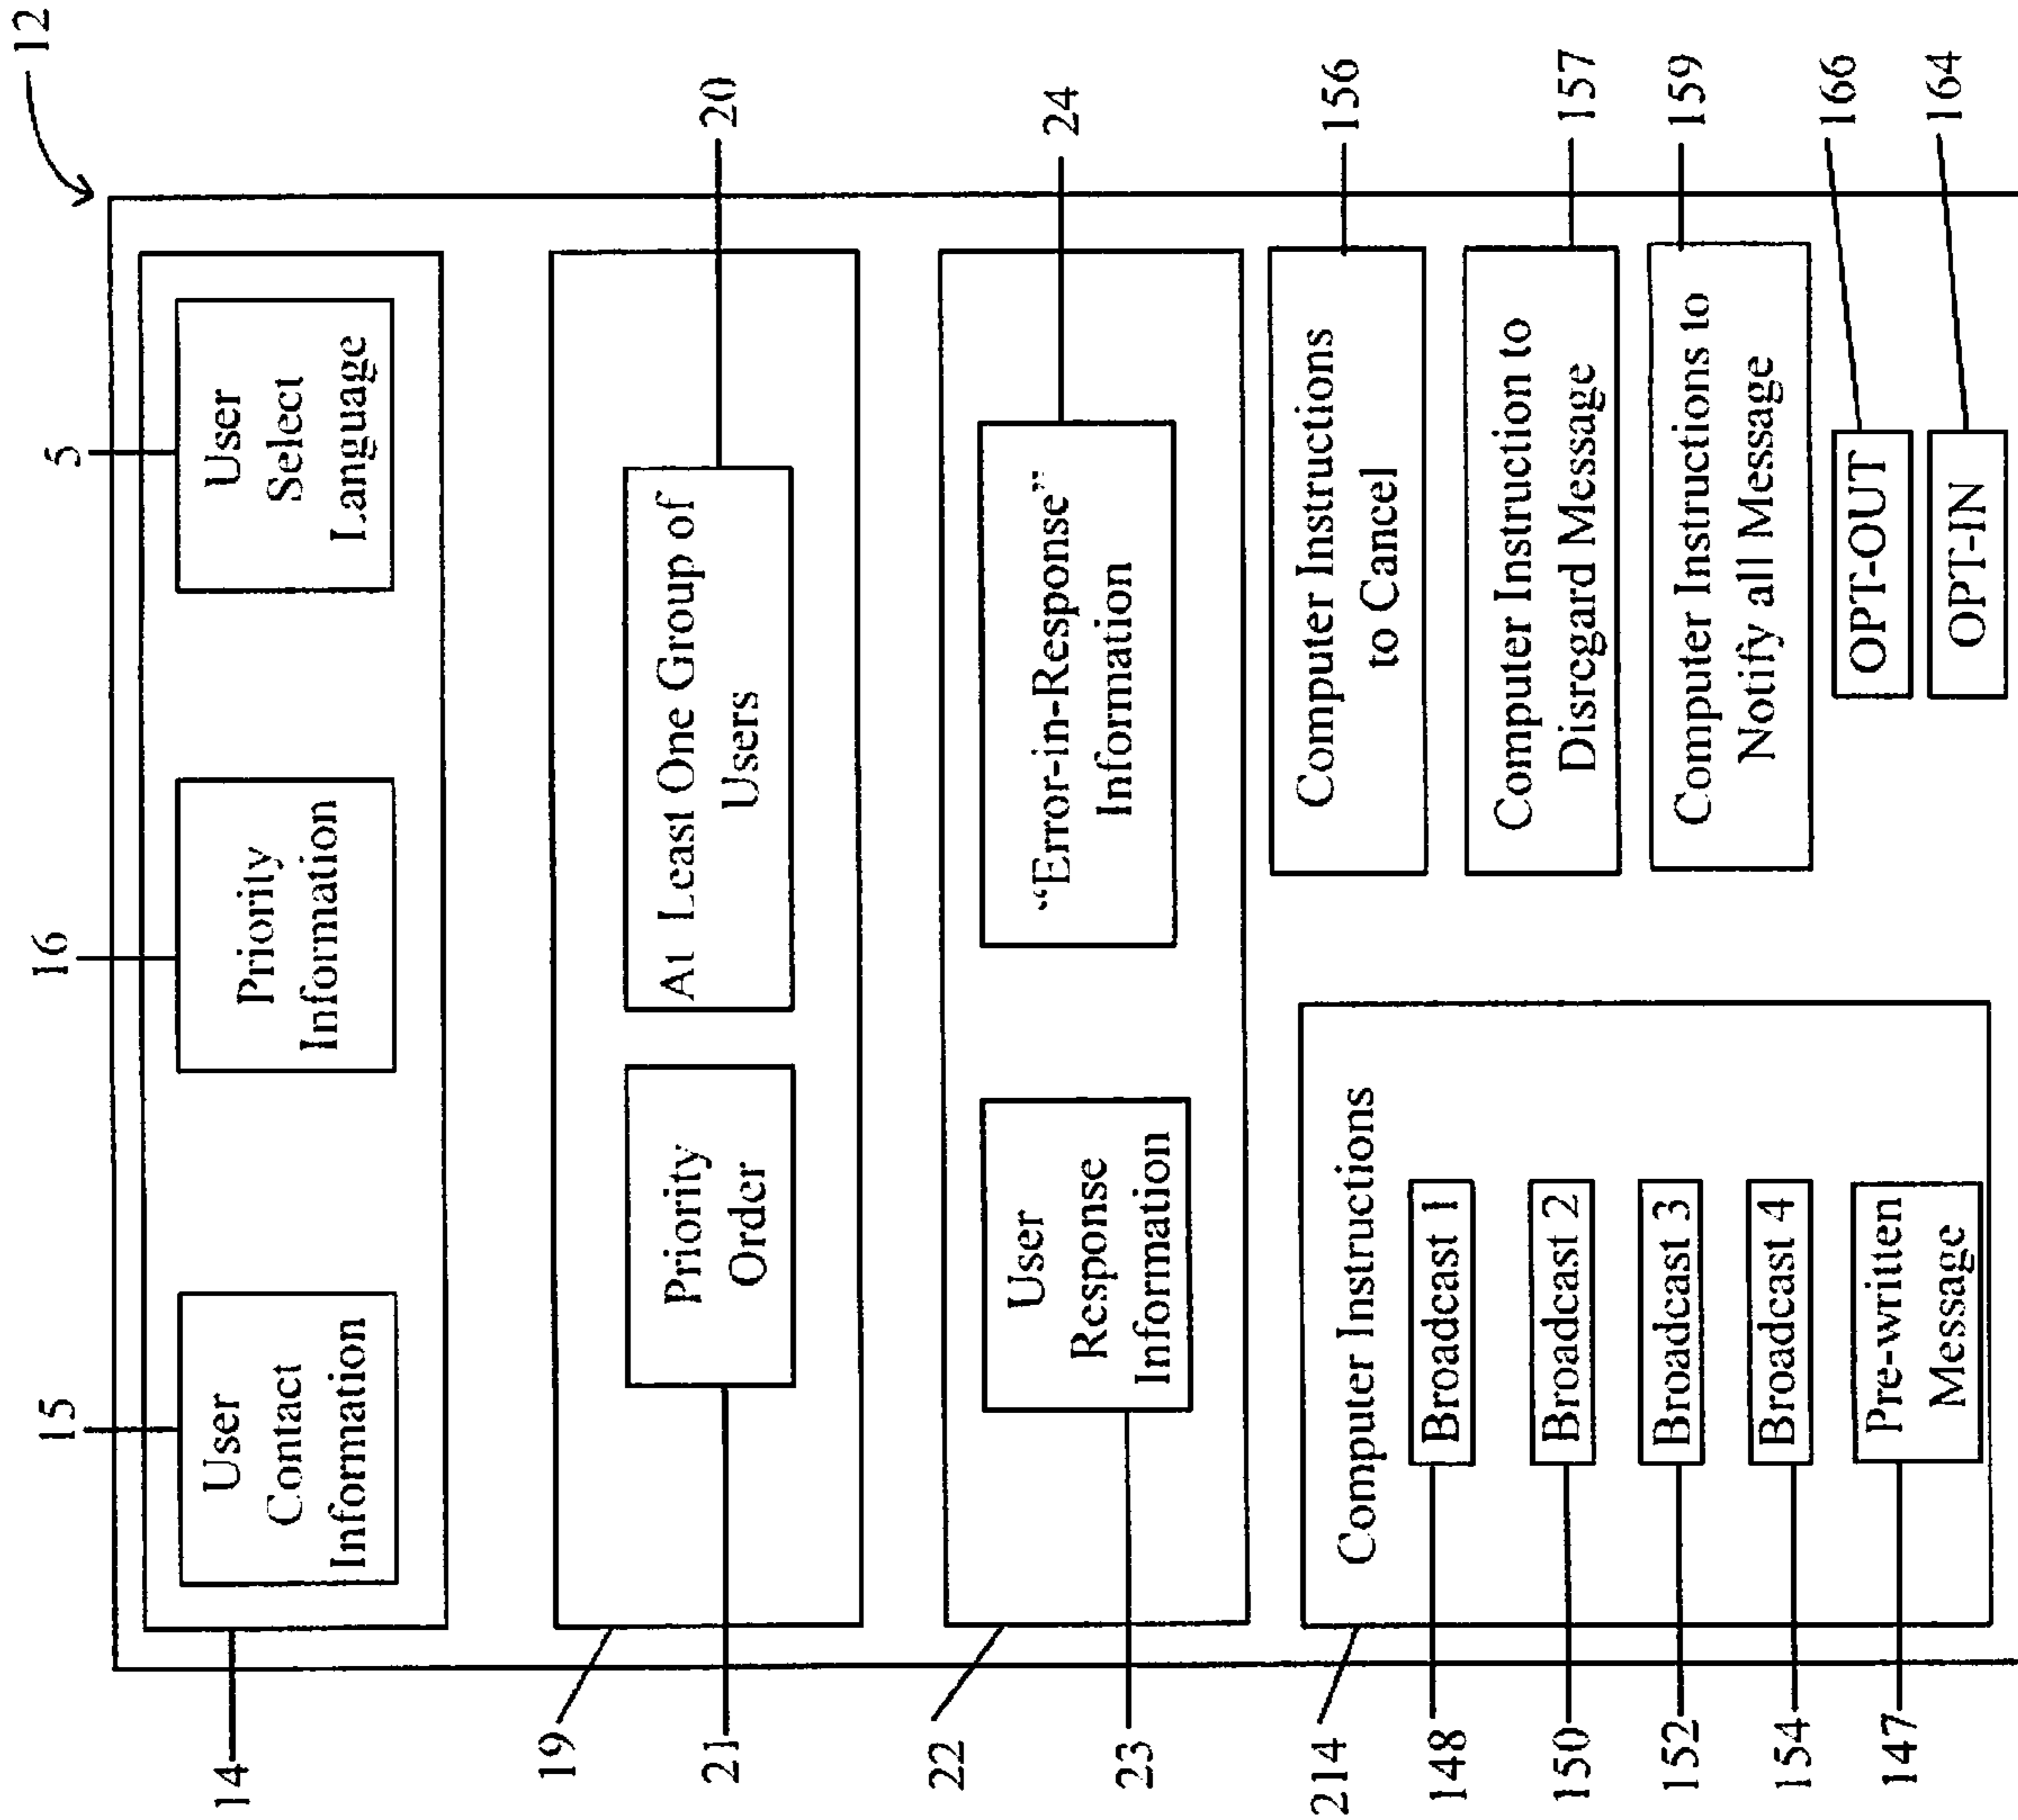 12
5
16
15
User
Select
Language
Priority
Information
User
Contact
Information
14
20
At Least One Group of
Users
Priority
Order
19
21
24
"Error-in-Response"
Information
User
Response
Information
22
23
Computer Instructions
to Cancel
156
Computer Instruction to
Disregard Message
157
Computer Instructions to
Notify all Message
159
OPT-OUT
166
OPT-IN
164
Computer Instructions
214
Broadcast 1
148
Broadcast 2
150
Broadcast 3
152
Broadcast 4
154
Pre-written
Message
147